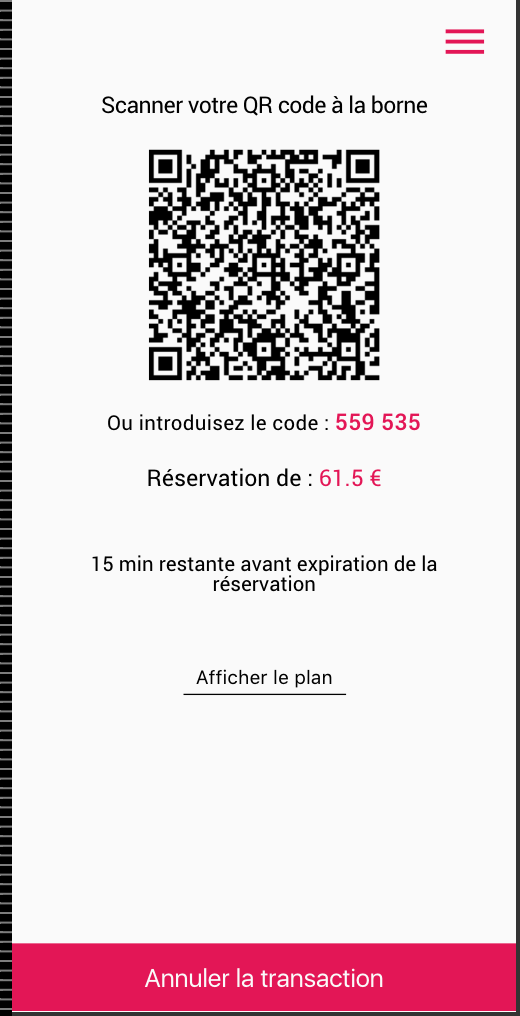 Scanner votre QR code à la borne
Ou introduisez le code : 559 535
Réservation de : 61.5 €
15 min restante avant expiration de la
réservation
Afficher le plan
Annuler la transaction